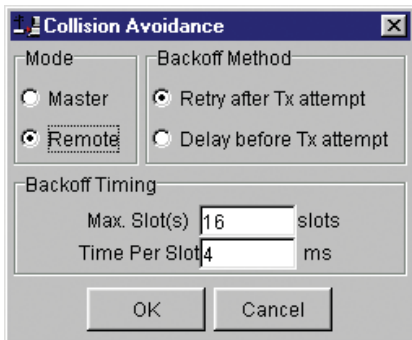 Collision Avoidance
Mode
Master
Remote
Backoff Method
Retry after Tx attempt
Delay before Tx attempt
Backoff Timing
Max. Slot(s) 16 slots
Time Per Slot 4 ms
OK Cancel